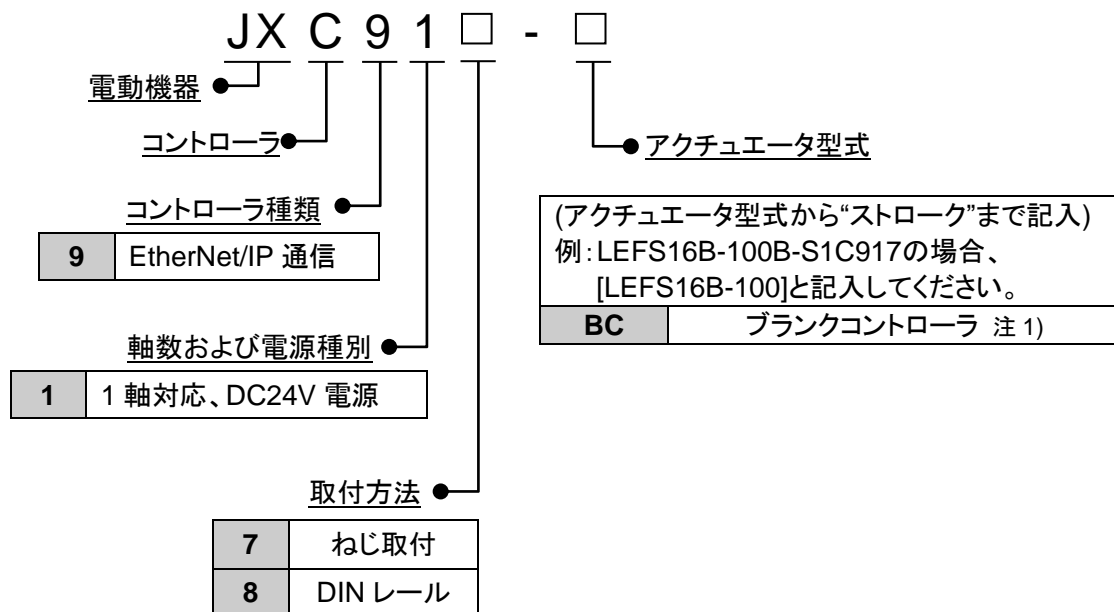 JX C 9 1 □ - □
電動機器
コントローラ
アクチュエータ型式
コントローラ種類
9 EtherNet/IP 通信
(アクチュエータ型式から“ストローク”まで記入)
例：LEFS16B-100B-S1C917の場合、
[LEFS16B-100]と記入してください。
BC ブランクコントローラ 注 1)
軸数および電源種別
1 1 軸対応、DC24V 電源
取付方法
7 ねじ取付
8 DIN レール